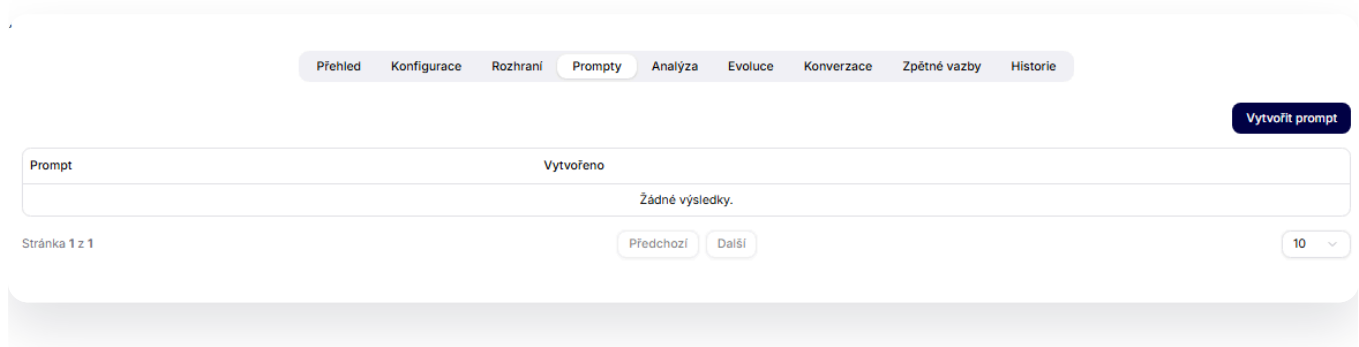 ,
Přehled Konfigurace Rozhraní Prompty Analýza Evoluce Konverzace Zpětné vazby Historie
Vytvořit prompt
Prompt Vytvořeno
Žádné výsledky.
Stránka 1 z 1 Předchozí Další 10